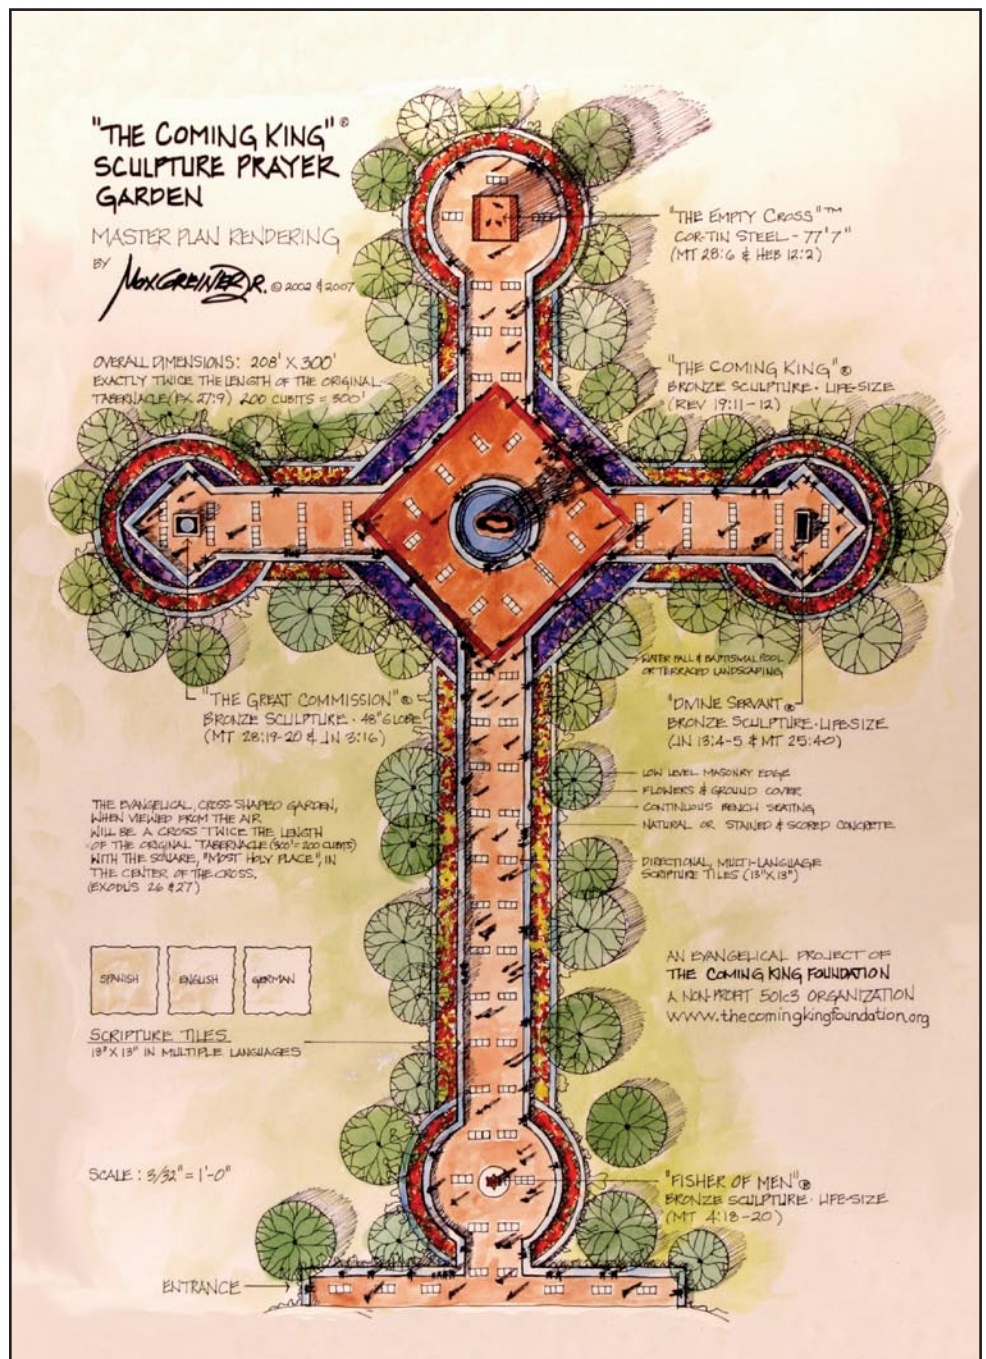 "THE COMING KING"®
SCULPTURE PRAYER
GARDEN
MASTER PLAN RENDERING
BY Max Greiner Jr. © 2002 & 2007
OVERALL DIMENSIONS: 208' X 300'
EXACTLY TWICE THE LENGTH OF THE ORIGINAL
TABERNACLE (EX 27:9) 200 CUBITS = 300'
"THE EMPTY CROSS"™
COR-TIN STEEL - 77'7"
(MT 28:6 & HEB 12:2)
"THE COMING KING"®
BRONZE SCULPTURE · LIFE-SIZE
(REV 19:11-12)
"THE GREAT COMMISSION"®
BRONZE SCULPTURE · 48" GLOBE
(MT 28:19-20 & JN 3:16)
WATER FALL & BAPTISMAL POOL
OR TERRACED LANDSCAPING
"DIVINE SERVANT®
BRONZE SCULPTURE · LIFE-SIZE
(JN 13:4-5 & MT 25:40)
LOW LEVEL MASONRY EDGE
FLOWERS & GROUND COVER
CONTINUOUS BENCH SEATING
NATURAL OR STAINED & SCORED CONCRETE
DIRECTIONAL, MULTI-LANGUAGE
SCRIPTURE TILES (13"X13")
THE EVANGELICAL, CROSS-SHAPED GARDEN,
WHEN VIEWED FROM THE AIR
WILL BE A CROSS TWICE THE LENGTH
OF THE ORIGINAL TABERNACLE (300' = 200 CUBITS)
WITH THE SQUARE, "MOST HOLY PLACE", IN
THE CENTER OF THE CROSS.
(EXODUS 26 & 27)
SPANISH
ENGLISH
GERMAN
SCRIPTURE TILES
13"X13" IN MULTIPLE LANGUAGES
AN EVANGELICAL PROJECT OF
THE COMING KING FOUNDATION
A NON-PROFIT 501c3 ORGANIZATION
www.thecomingkingfoundation.org
SCALE: 3/32" = 1'-0"
"FISHER OF MEN"®
BRONZE SCULPTURE · LIFE-SIZE
(MT 4:18-20)
ENTRANCE